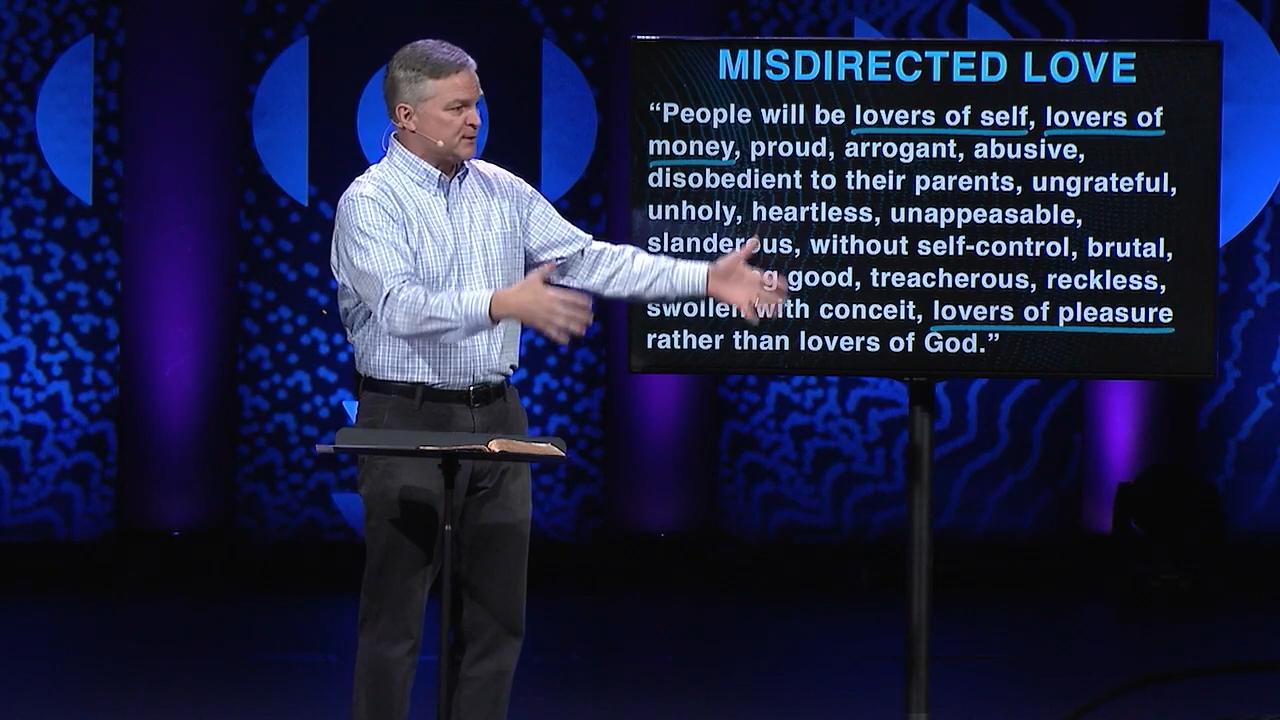 MISDIRECTED LOVE
“People will be lovers of self, lovers of
money, proud, arrogant, abusive,
disobedient to their parents, ungrateful,
unholy, heartless, unappeasable,
slanderous, without self-control, brutal,
good, treacherous, reckless,
swollen with conceit, lovers of pleasure
rather than lovers of God.”